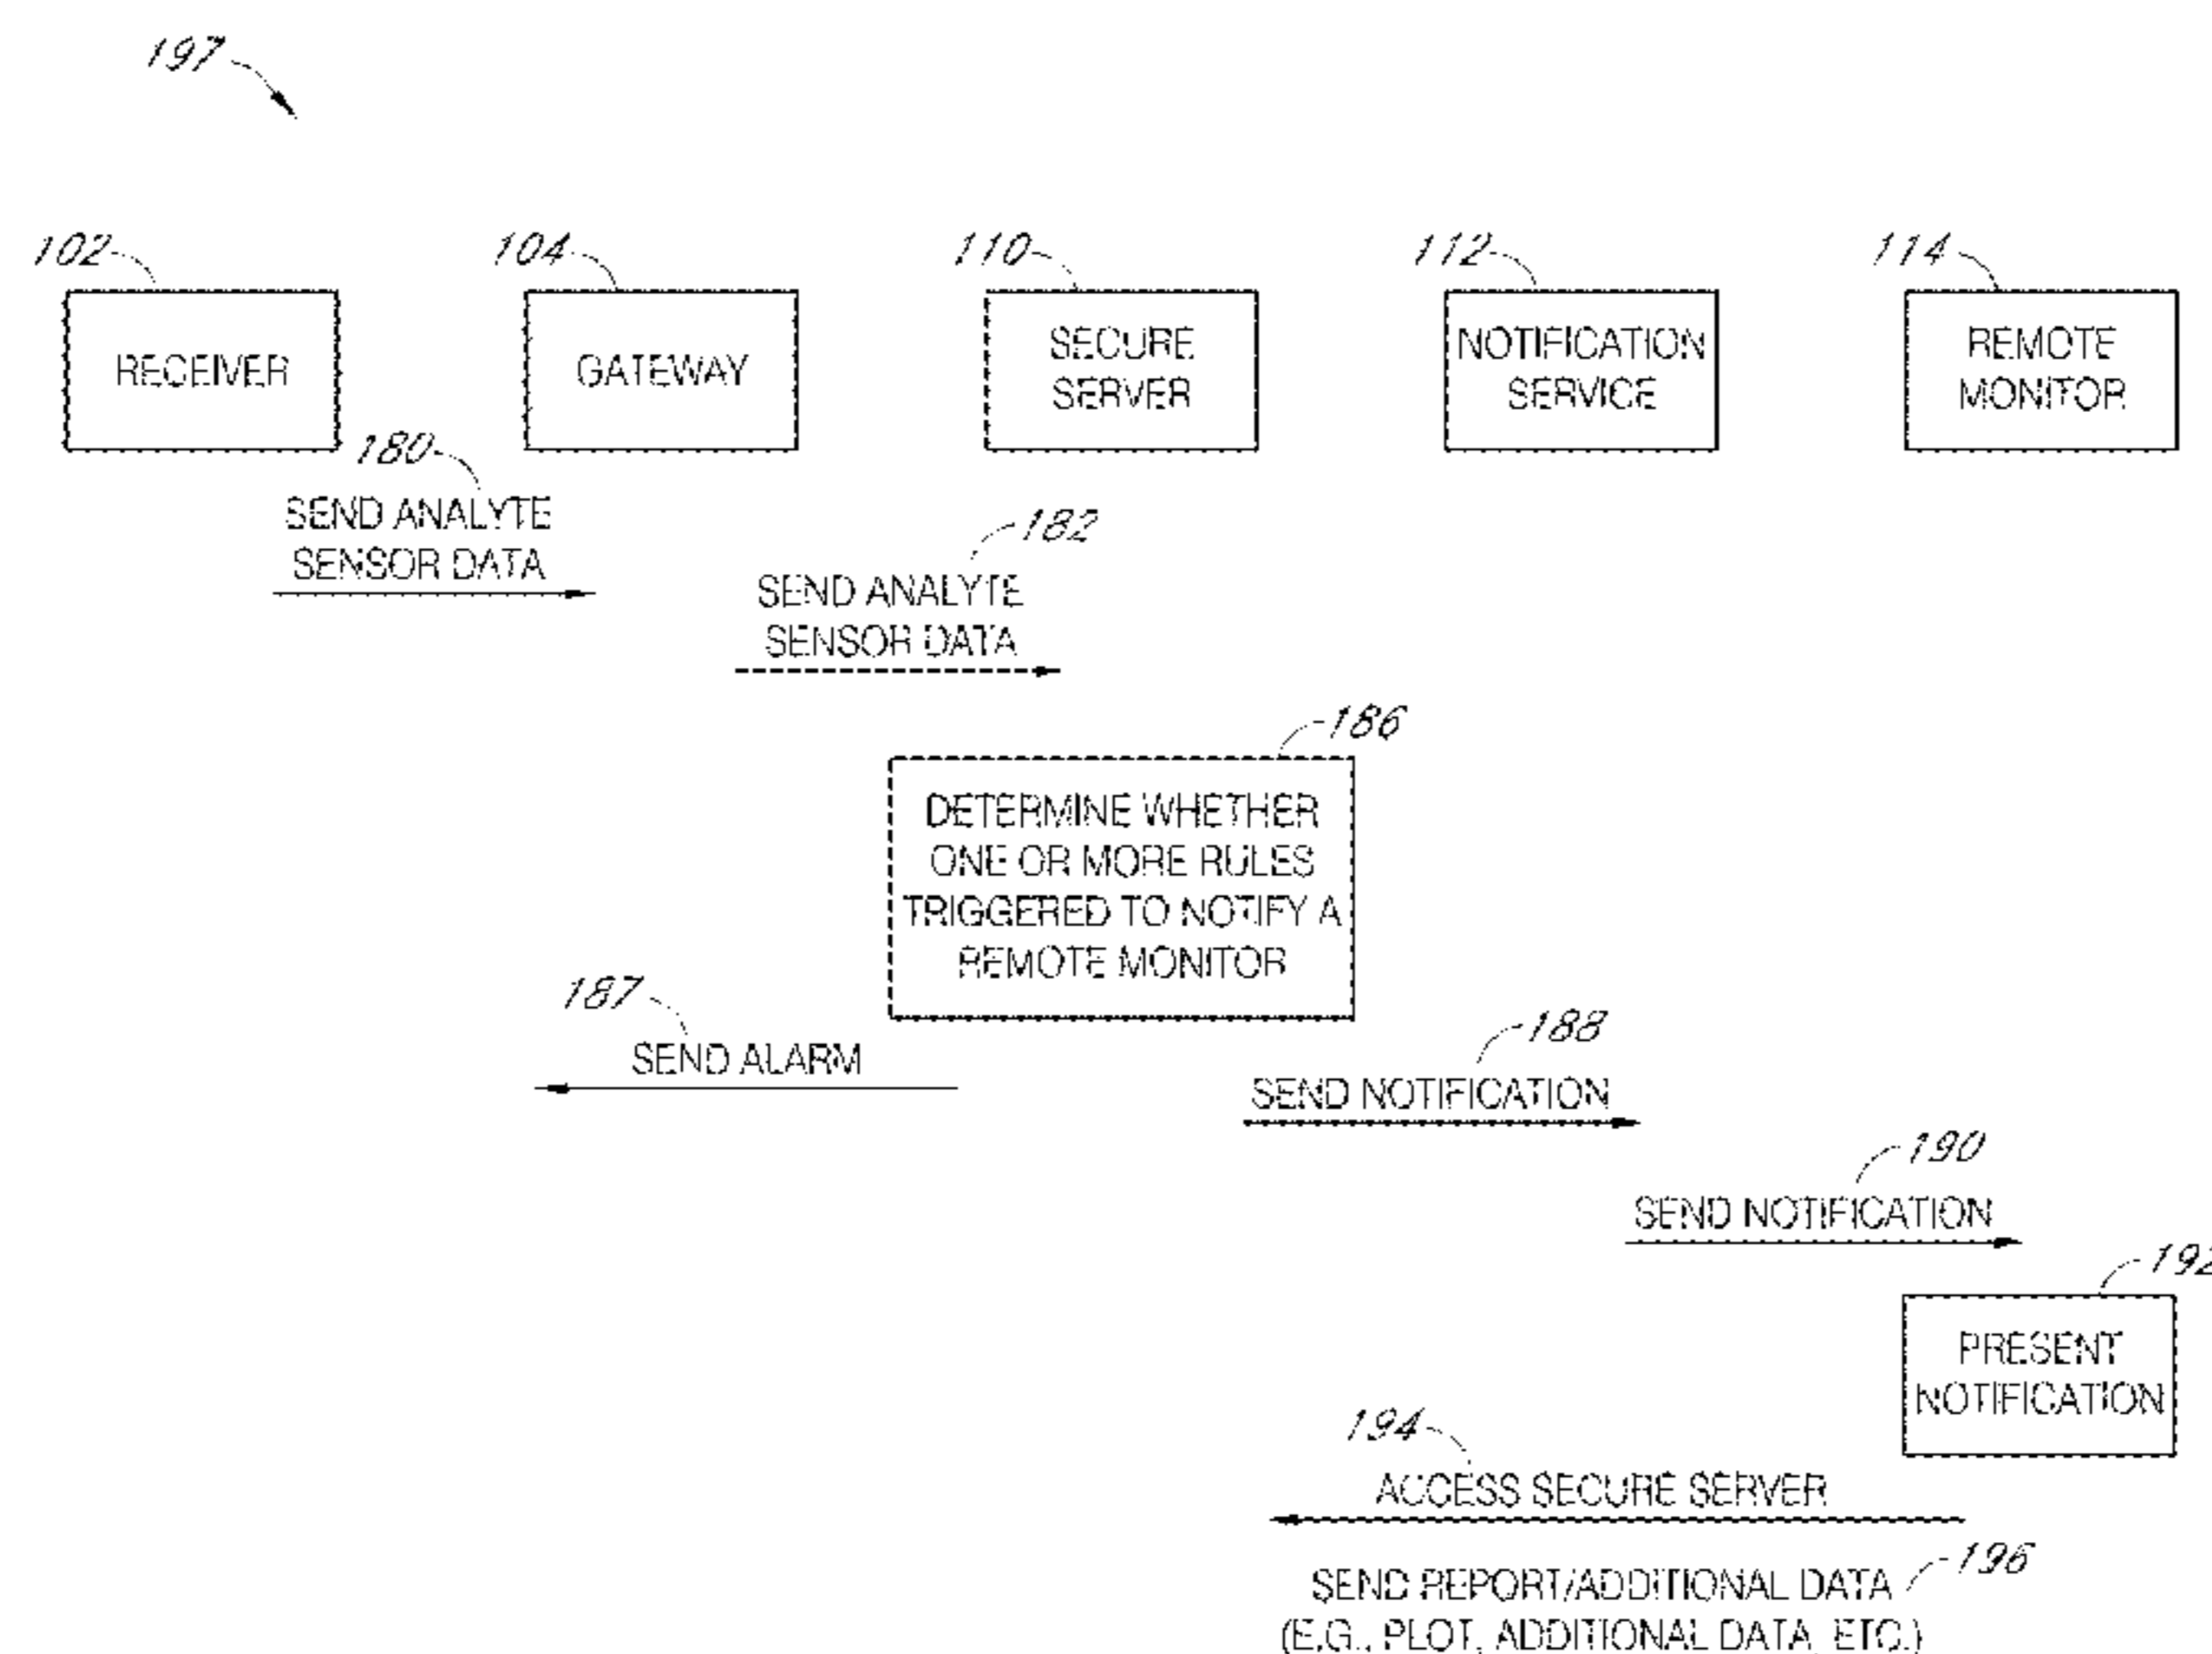 197
102
104
110
112
114
RECEIVER
GATEWAY
SECURE
SERVER
NOTIFICATION
SERVICE
REMOTE
MONITOR
180
SEND ANALYTE
SENSOR DATA
182
SEND ANALYTE
SENSOR DATA
186
DETERMINE WHETHER
ONE OR MORE RULES
TRIGGERED TO NOTIFY A
REMOTE MONITOR
187
SEND ALARM
188
SEND NOTIFICATION
190
SEND NOTIFICATION
192
PRESENT
NOTIFICATION
194
ACCESS SECURE SERVER
196
SEND REPORT/ADDITIONAL DATA
(E.G., PLOT, ADDITIONAL DATA, ETC.)